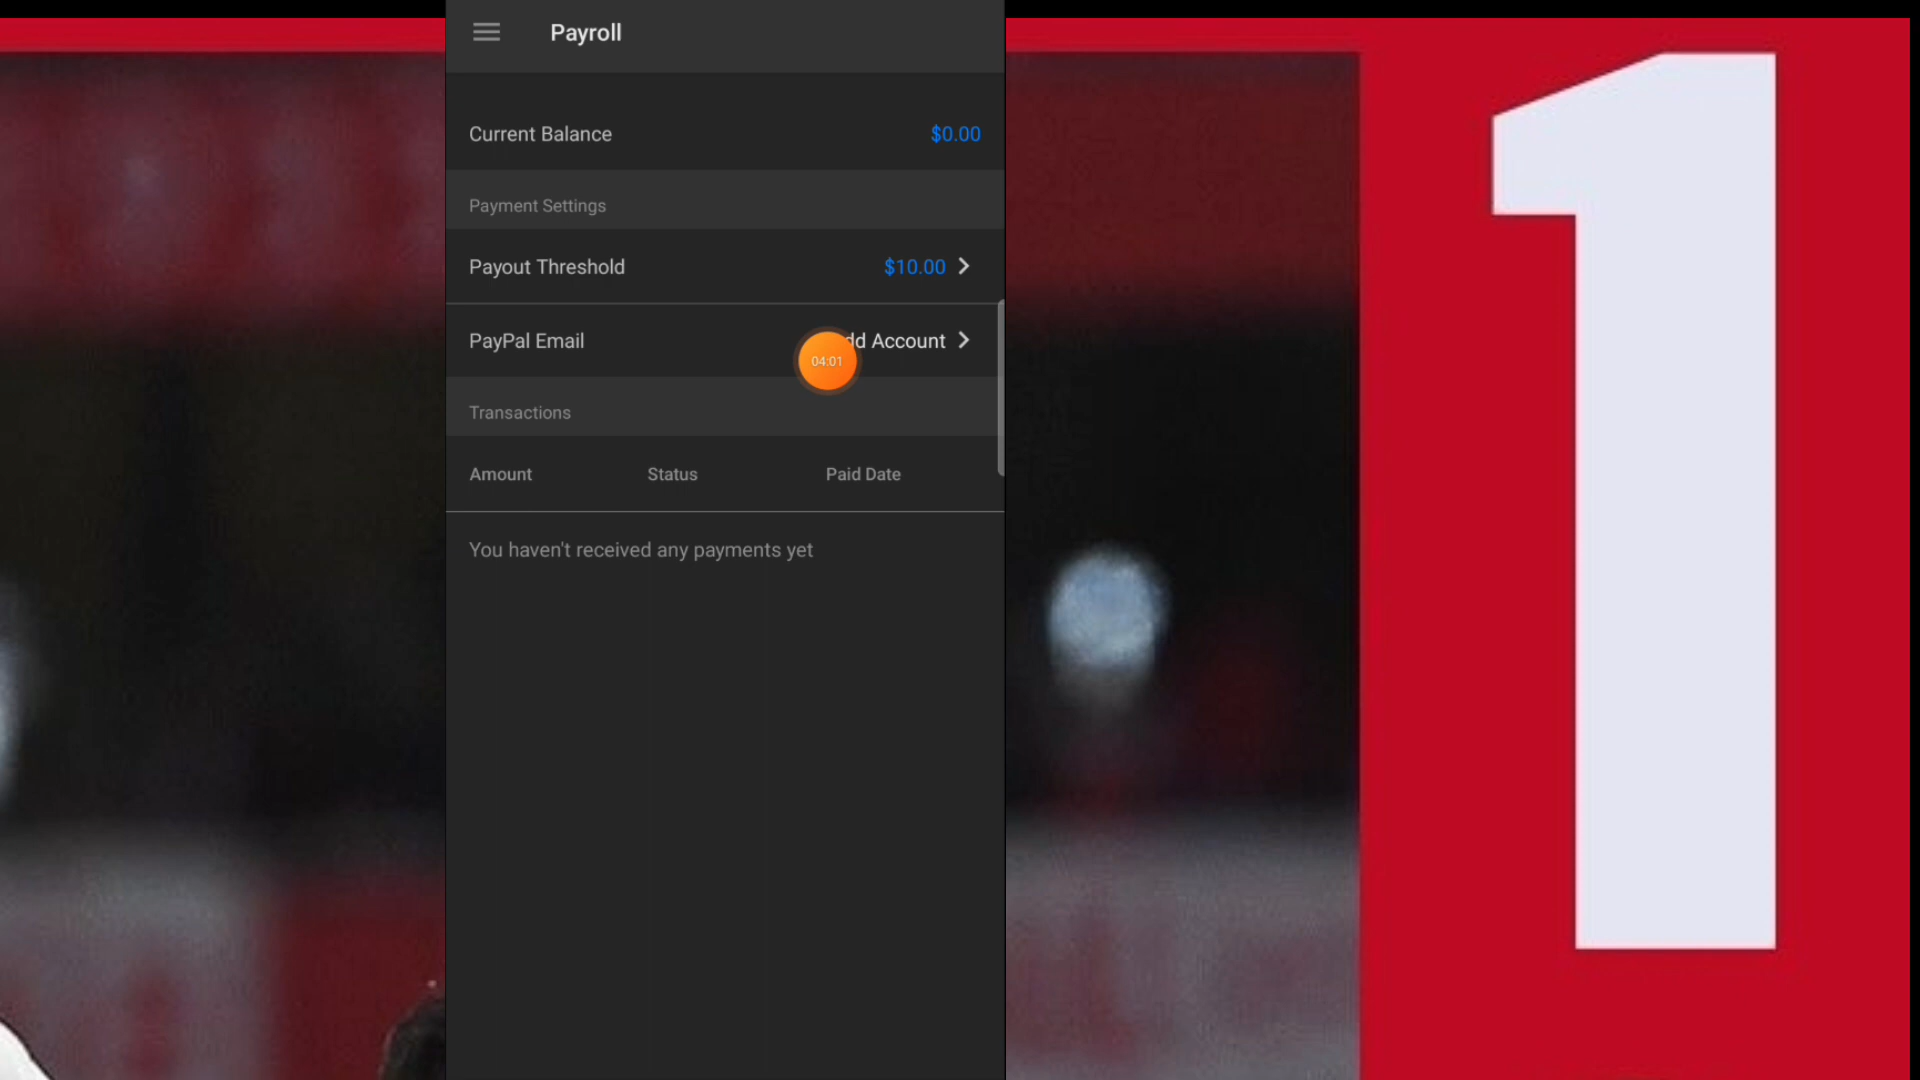 Payroll
Current Balance $0.00
Payment Settings
Payout Threshold $10.00
PayPal Email dd Account
04:01
Transactions
Amount Status Paid Date
You haven't received any payments yet
1